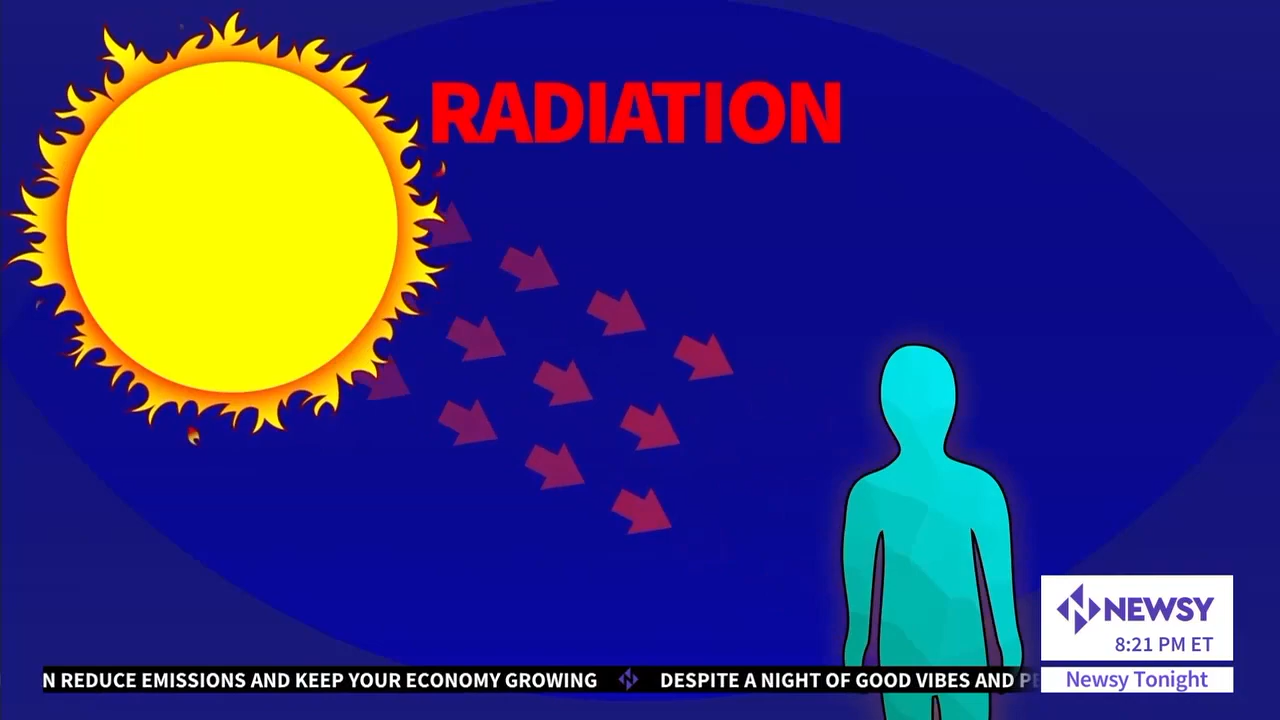 RADIATION
NEWSY
8:21 PM ET
N REDUCE EMISSIONS AND KEEP YOUR ECONOMY GROWING DESPITE A NIGHT OF GOOD VIBES AND
Newsy Tonight